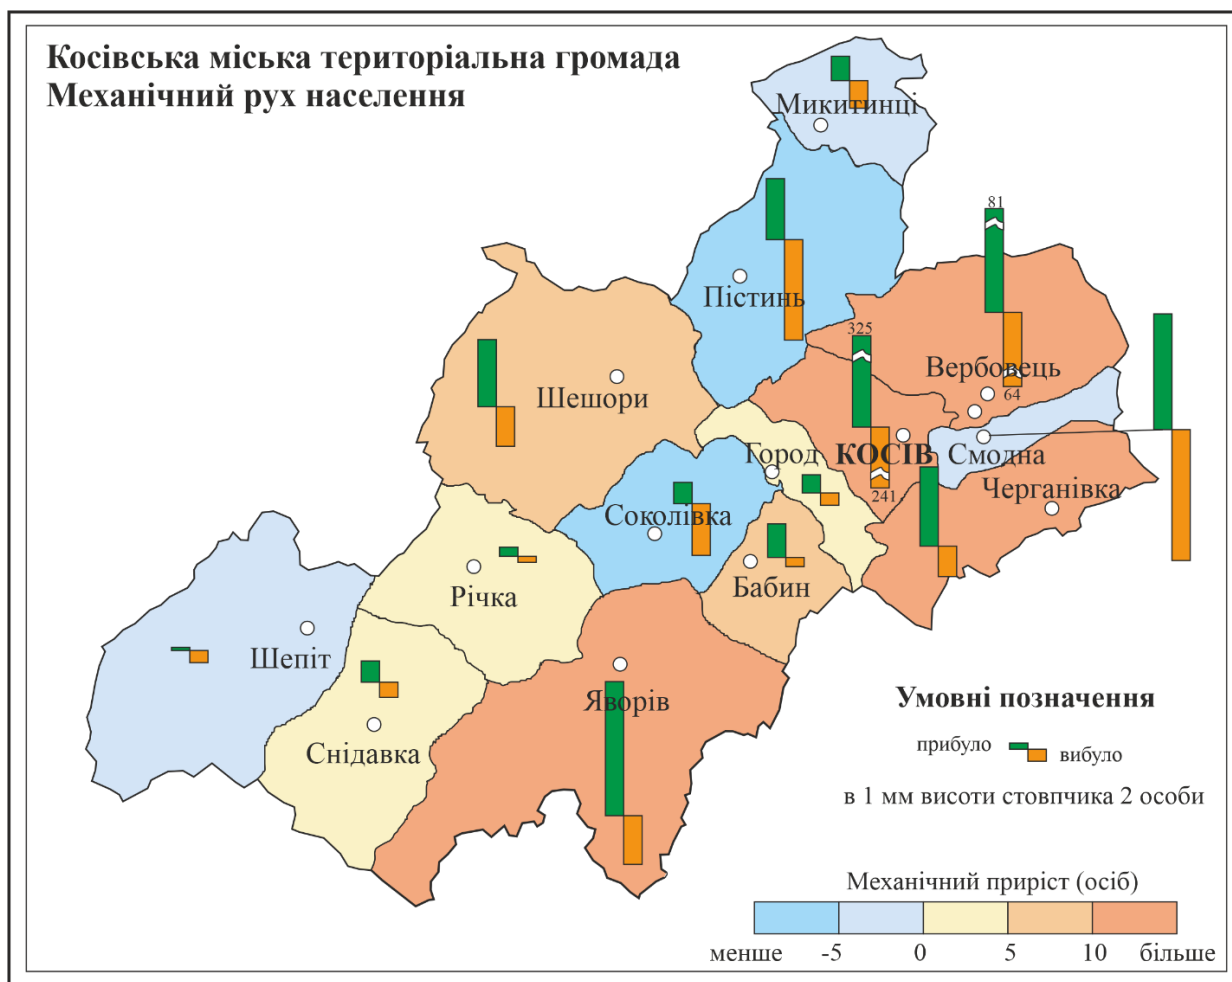 Косівська міська територіальна громада
Механічний рух населення
Микитинці
81
Пістинь
325
Вербовець
Шешори
64
Город
КОСІВ
Смодна
Черганівка
241
Соколівка
Річка
Бабин
Шепіт
Яворів
Снідавка
Умовні позначення
прибуло вибуло
в 1 мм висоти стовпчика 2 особи
Механічний приріст (осіб)
менше -5 0 5 10 більше